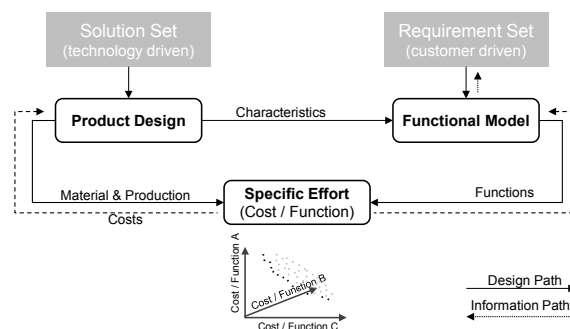 Solution Set
(technology driven)
Requirement Set
(customer driven)
Product Design
Characteristics
Functional Model
Material & Production
Costs
Specific Effort
(Cost / Function)
Functions
Cost / Function A
Cost / Function B
Cost / Function C
Design Path
Information Path